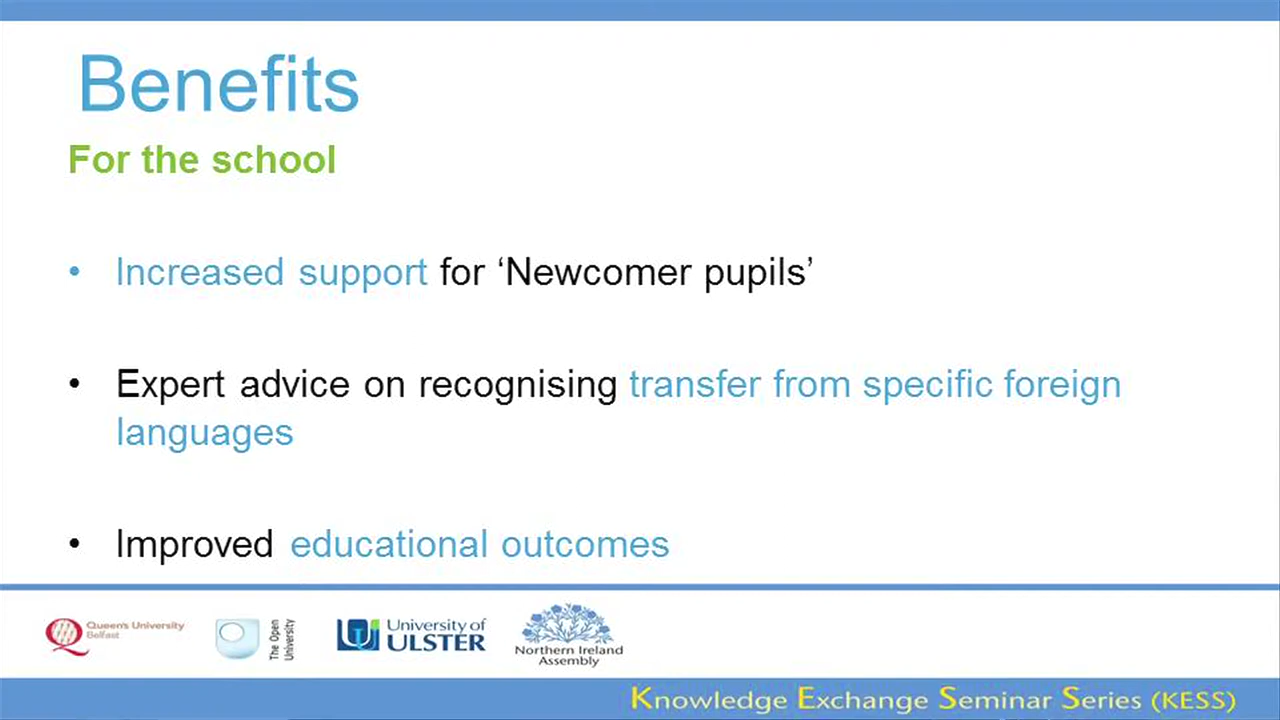 Benefits
For the school
• Increased support for ‘Newcomer pupils’
• Expert advice on recognising transfer from specific foreign
languages
• Improved educational outcomes
Queen's University
Belfast
The Open
University
University of
ULSTER
Northern Ireland
Assembly
Knowledge Exchange Seminar Series (KESS)